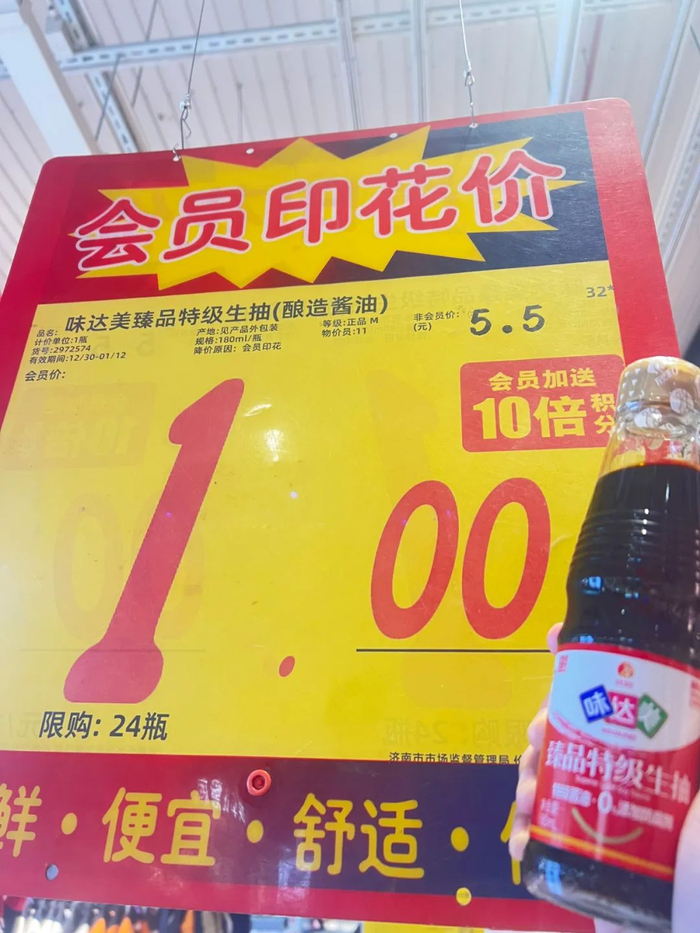 会员印花价
32*
品名: 味达美臻品特级生抽(酿造酱油)
计价单位:1瓶 产地:见产品外包装 等级:正品 M 非会员价:
货号:2972574 规格:180ml/瓶 物价员:11 (元) 5.5
有效期间:12/30-01/12 降价原因: 会员印花
会员价:
会员加送
10倍积分
1.00
限购: 24瓶
济南市市场监督管理局
鲜·便宜·舒适·
味达美
臻品特级生抽